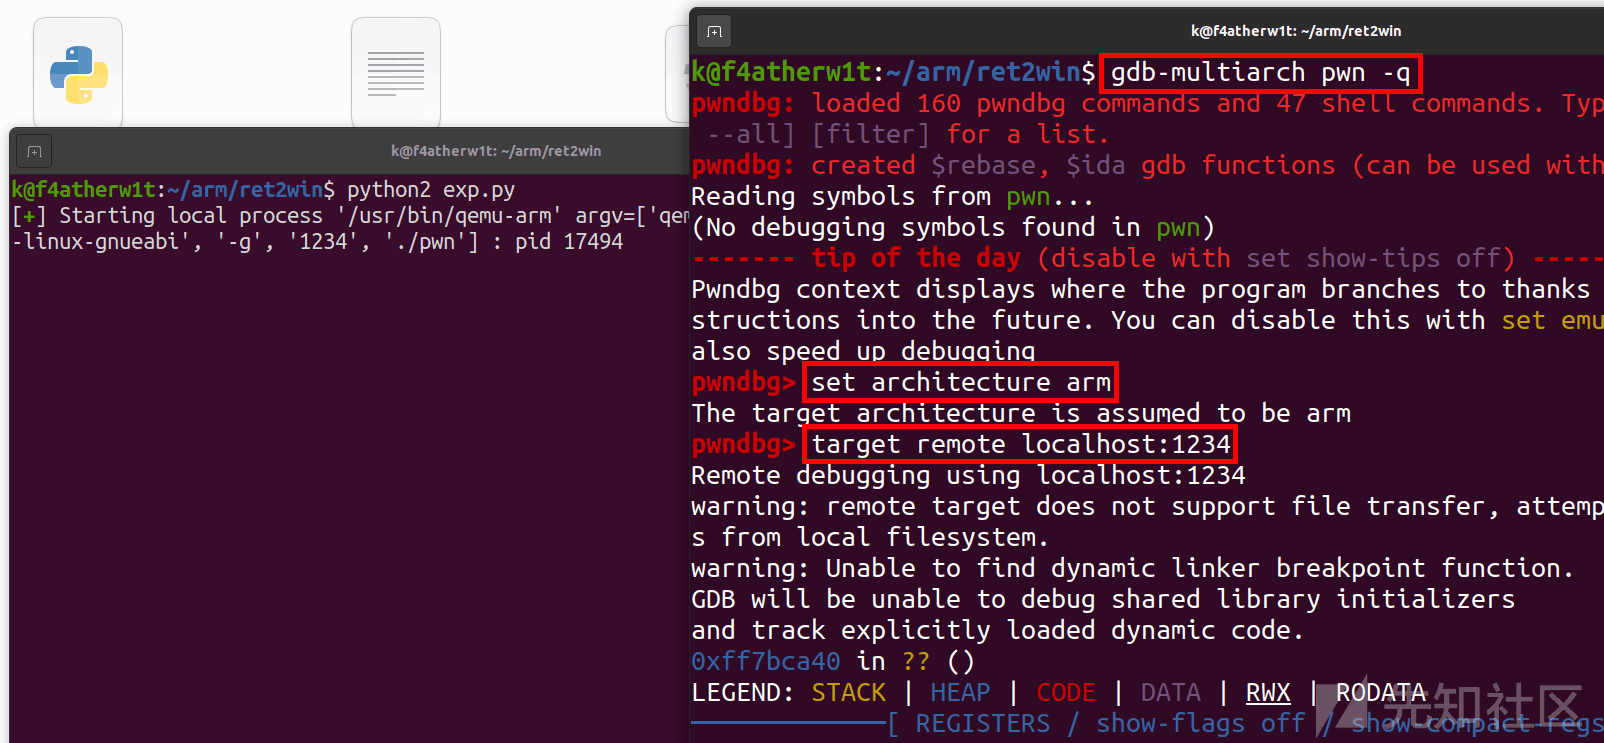 k@f4atherw1t: ~/arm/ret2win
k@f4atherw1t:~/arm/ret2win$ python2 exp.py
[+] Starting local process '/usr/bin/qemu-arm' argv=['qem
-linux-gnueabi', '-g', '1234', './pwn'] : pid 17494
k@f4atherw1t: ~/arm/ret2win
k@f4atherw1t:~/arm/ret2win$ gdb-multiarch pwn -q
pwndbg: loaded 160 pwndbg commands and 47 shell commands. Typ
--all] [filter] for a list.
pwndbg: created $rebase, $ida gdb functions (can be used with
Reading symbols from pwn...
(No debugging symbols found in pwn)
------- tip of the day (disable with set show-tips off) -----
Pwndbg context displays where the program branches to thanks
structions into the future. You can disable this with set emu
also speed up debugging
pwndbg> set architecture arm
The target architecture is assumed to be arm
pwndbg> target remote localhost:1234
Remote debugging using localhost:1234
warning: remote target does not support file transfer, attemp
s from local filesystem.
warning: Unable to find dynamic linker breakpoint function.
GDB will be unable to debug shared library initializers
and track explicitly loaded dynamic code.
0xff7bca40 in ?? ()
LEGEND: STACK | HEAP | CODE | DATA | RWX | RODATA
[ REGISTERS / show-flags off / show-compact-regs
先知社区